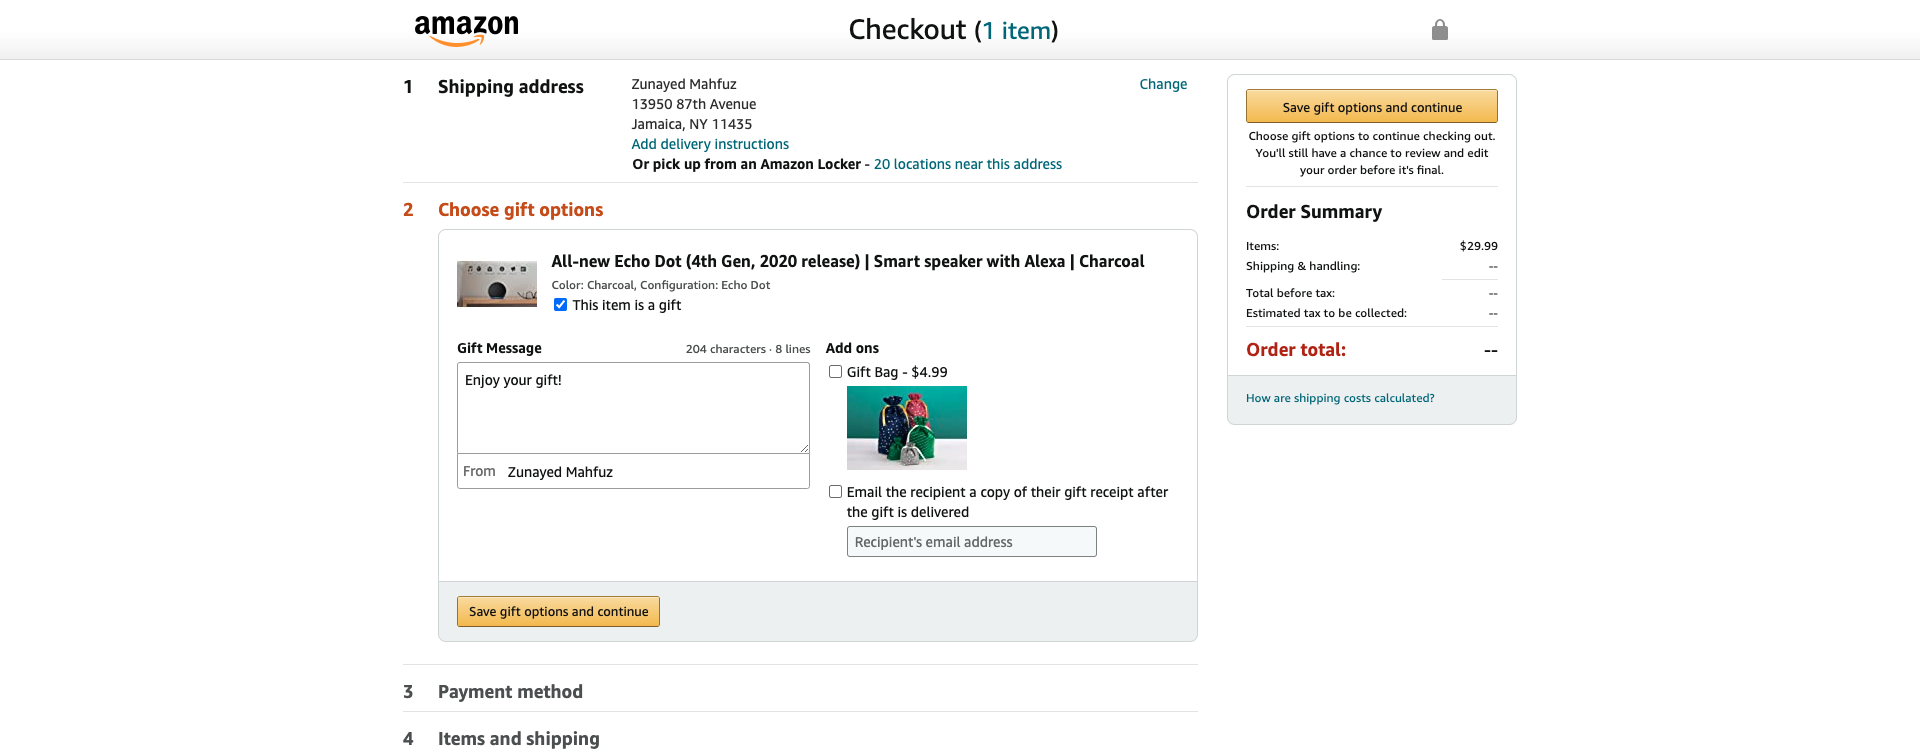 amazon
Checkout (1 item)
1 Shipping address
Zunayed Mahfuz
13950 87th Avenue
Jamaica, NY 11435
Add delivery instructions
Or pick up from an Amazon Locker - 20 locations near this address
Change
2 Choose gift options
All-new Echo Dot (4th Gen, 2020 release) | Smart speaker with Alexa | Charcoal
Color: Charcoal, Configuration: Echo Dot
This item is a gift
Gift Message
204 characters · 8 lines
Enjoy your gift!
From Zunayed Mahfuz
Add ons
Gift Bag - $4.99
Email the recipient a copy of their gift receipt after
the gift is delivered
Recipient's email address
Save gift options and continue
3 Payment method
4 Items and shipping
Save gift options and continue
Choose gift options to continue checking out.
You'll still have a chance to review and edit
your order before it's final.
Order Summary
Items: $29.99
Shipping & handling: --
Total before tax: --
Estimated tax to be collected: --
Order total: --
How are shipping costs calculated?